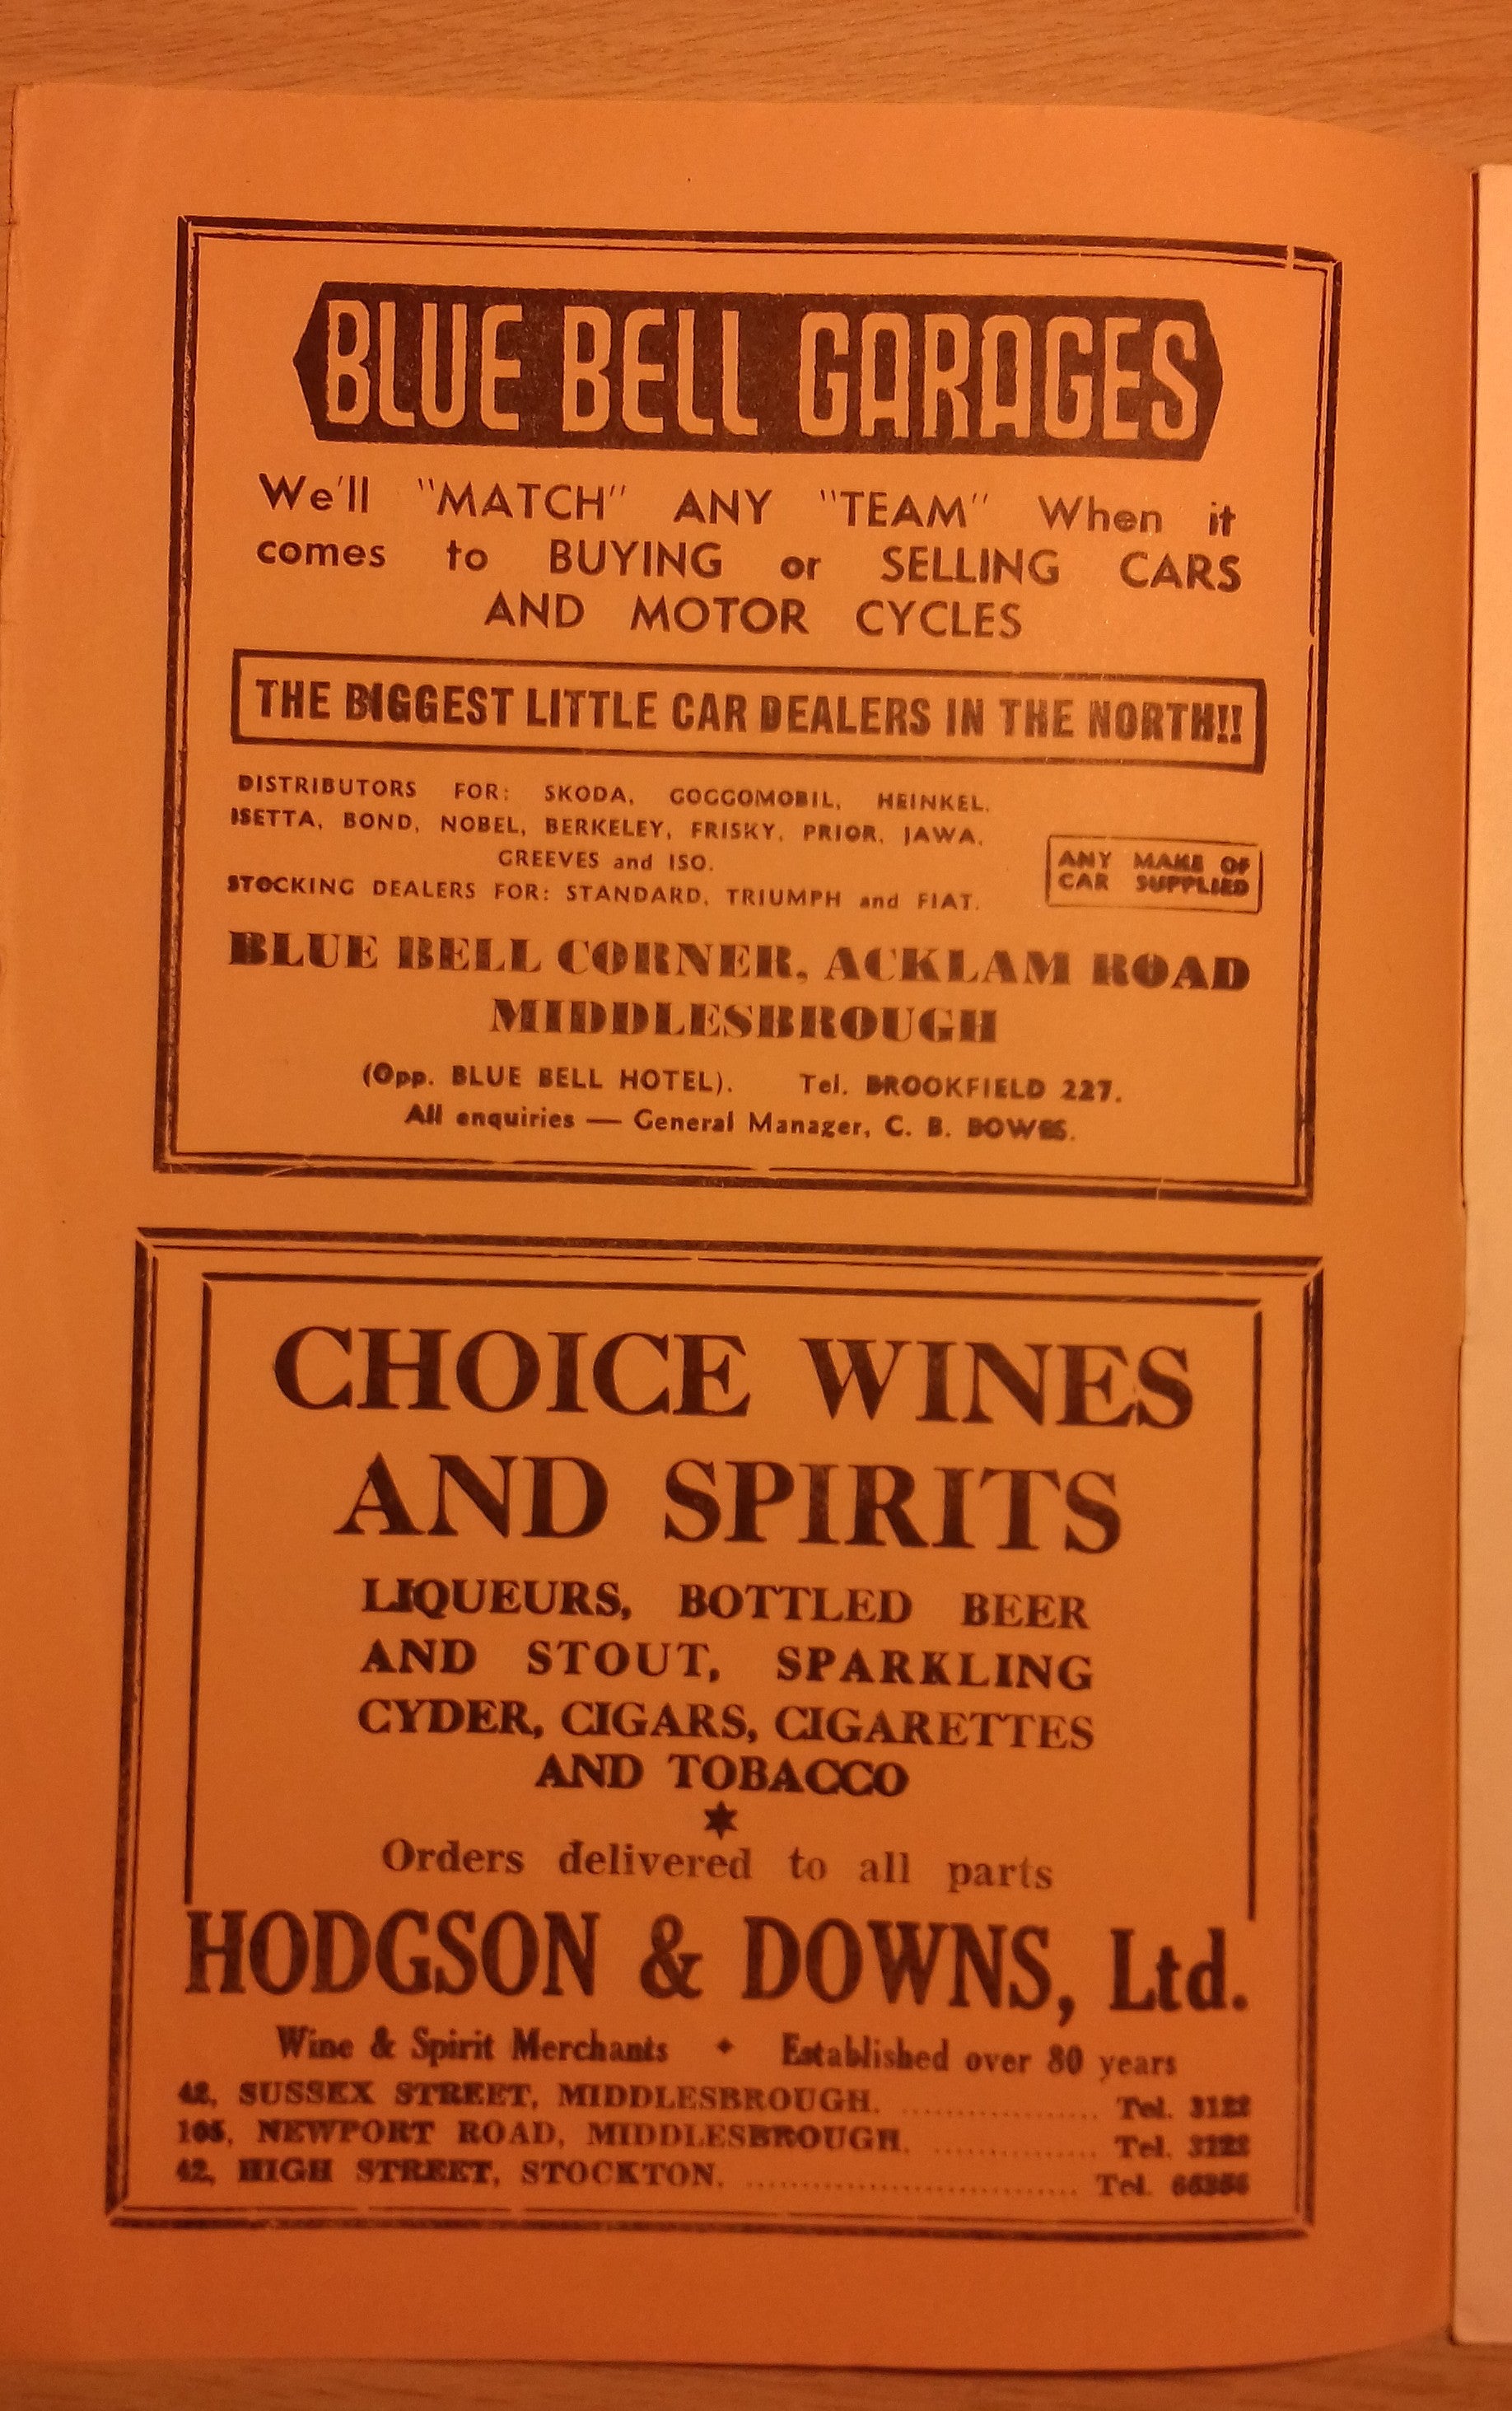 BLUE BELL GARAGES
We'll "MATCH" ANY "TEAM" When it
comes to BUYING or SELLING CARS
AND MOTOR CYCLES
THE BIGGEST LITTLE CAR DEALERS IN THE NORTH!!
DISTRIBUTORS FOR: SKODA, GOGGOMOBIL, HEINKEL.
ISETTA, BOND, NOBEL, BERKELEY, FRISKY, PRIOR, JAWA,
GREEVES and ISO.
STOCKING DEALERS FOR: STANDARD, TRIUMPH and FIAT.
ANY MAKE OF
CAR SUPPLIED
BLUE BELL CORNER, ACKLAM ROAD
MIDDLESBROUGH
(Opp. BLUE BELL HOTEL). Tel. BROOKFIELD 227.
All enquiries — General Manager, C. B. BOWES.
CHOICE WINES
AND SPIRITS
LIQUEURS, BOTTLED BEER
AND STOUT, SPARKLING
CYDER, CIGARS, CIGARETTES
AND TOBACCO
Orders delivered to all parts
HODGSON & DOWNS, Ltd.
Wine & Spirit Merchants • Established over 80 years
SUSSEX STREET, MIDDLESBROUGH. Tel. 3122
105, NEWPORT ROAD, MIDDLESBROUGH. Tel. 3122
42, HIGH STREET, STOCKTON. Tel.